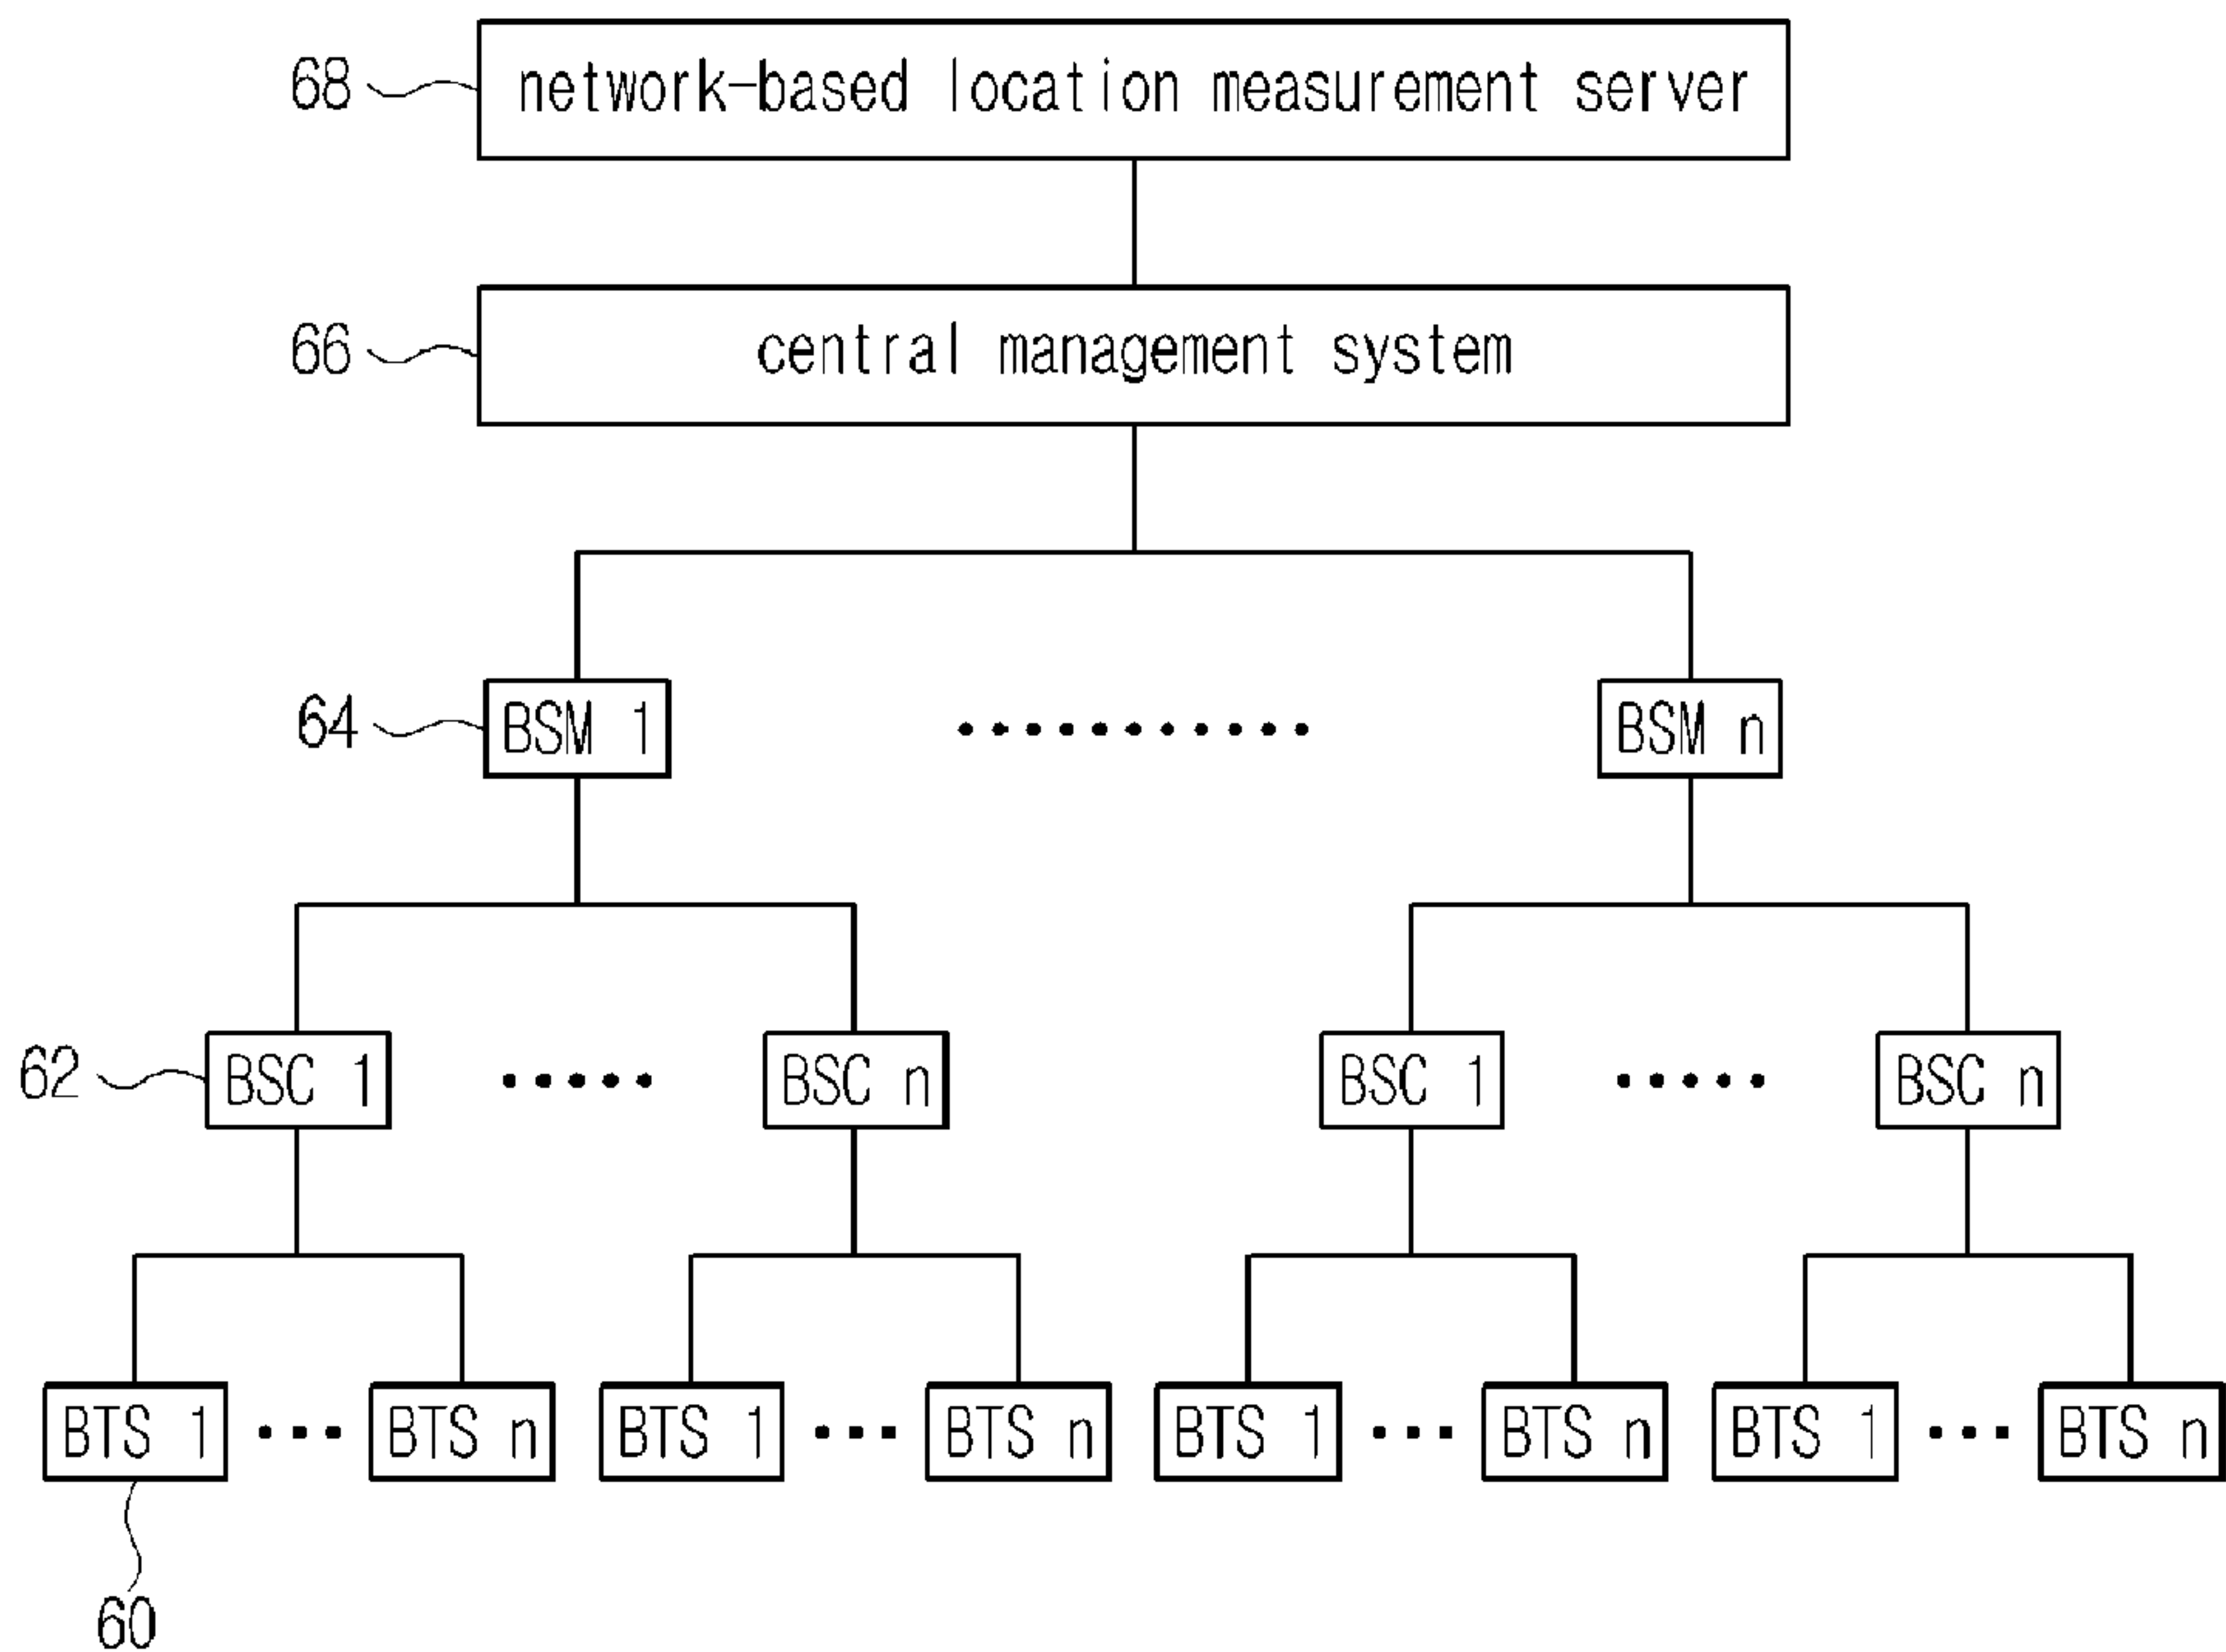 68 network-based location measurement server
66 central management system
64 BSM 1 BSM n
62 BSC 1 BSC n BSC 1 BSC n
BTS 1 BTS n BTS 1 BTS n BTS 1 BTS n BTS 1 BTS n
60